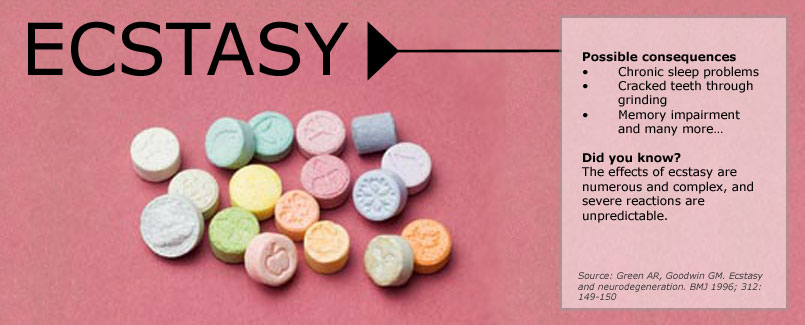 ECSTASY
Possible consequences
• Chronic sleep problems
• Cracked teeth through
grinding
• Memory impairment
and many more…
Did you know?
The effects of ecstasy are
numerous and complex, and
severe reactions are
unpredictable.
Source: Green AR, Goodwin GM. Ecstasy
and neurodegeneration. BMJ 1996; 312:
149-150